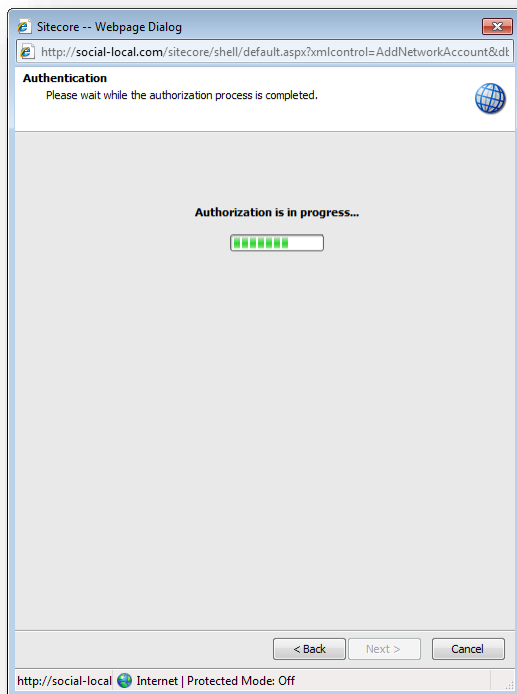 Sitecore -- Webpage Dialog
http://social-local.com/sitecore/shell/default.aspx?xmlcontrol=AddNetworkAccount&db
Authentication
Please wait while the authorization process is completed.
Authorization is in progress...
< Back
Next >
Cancel
http://social-local
Internet | Protected Mode: Off